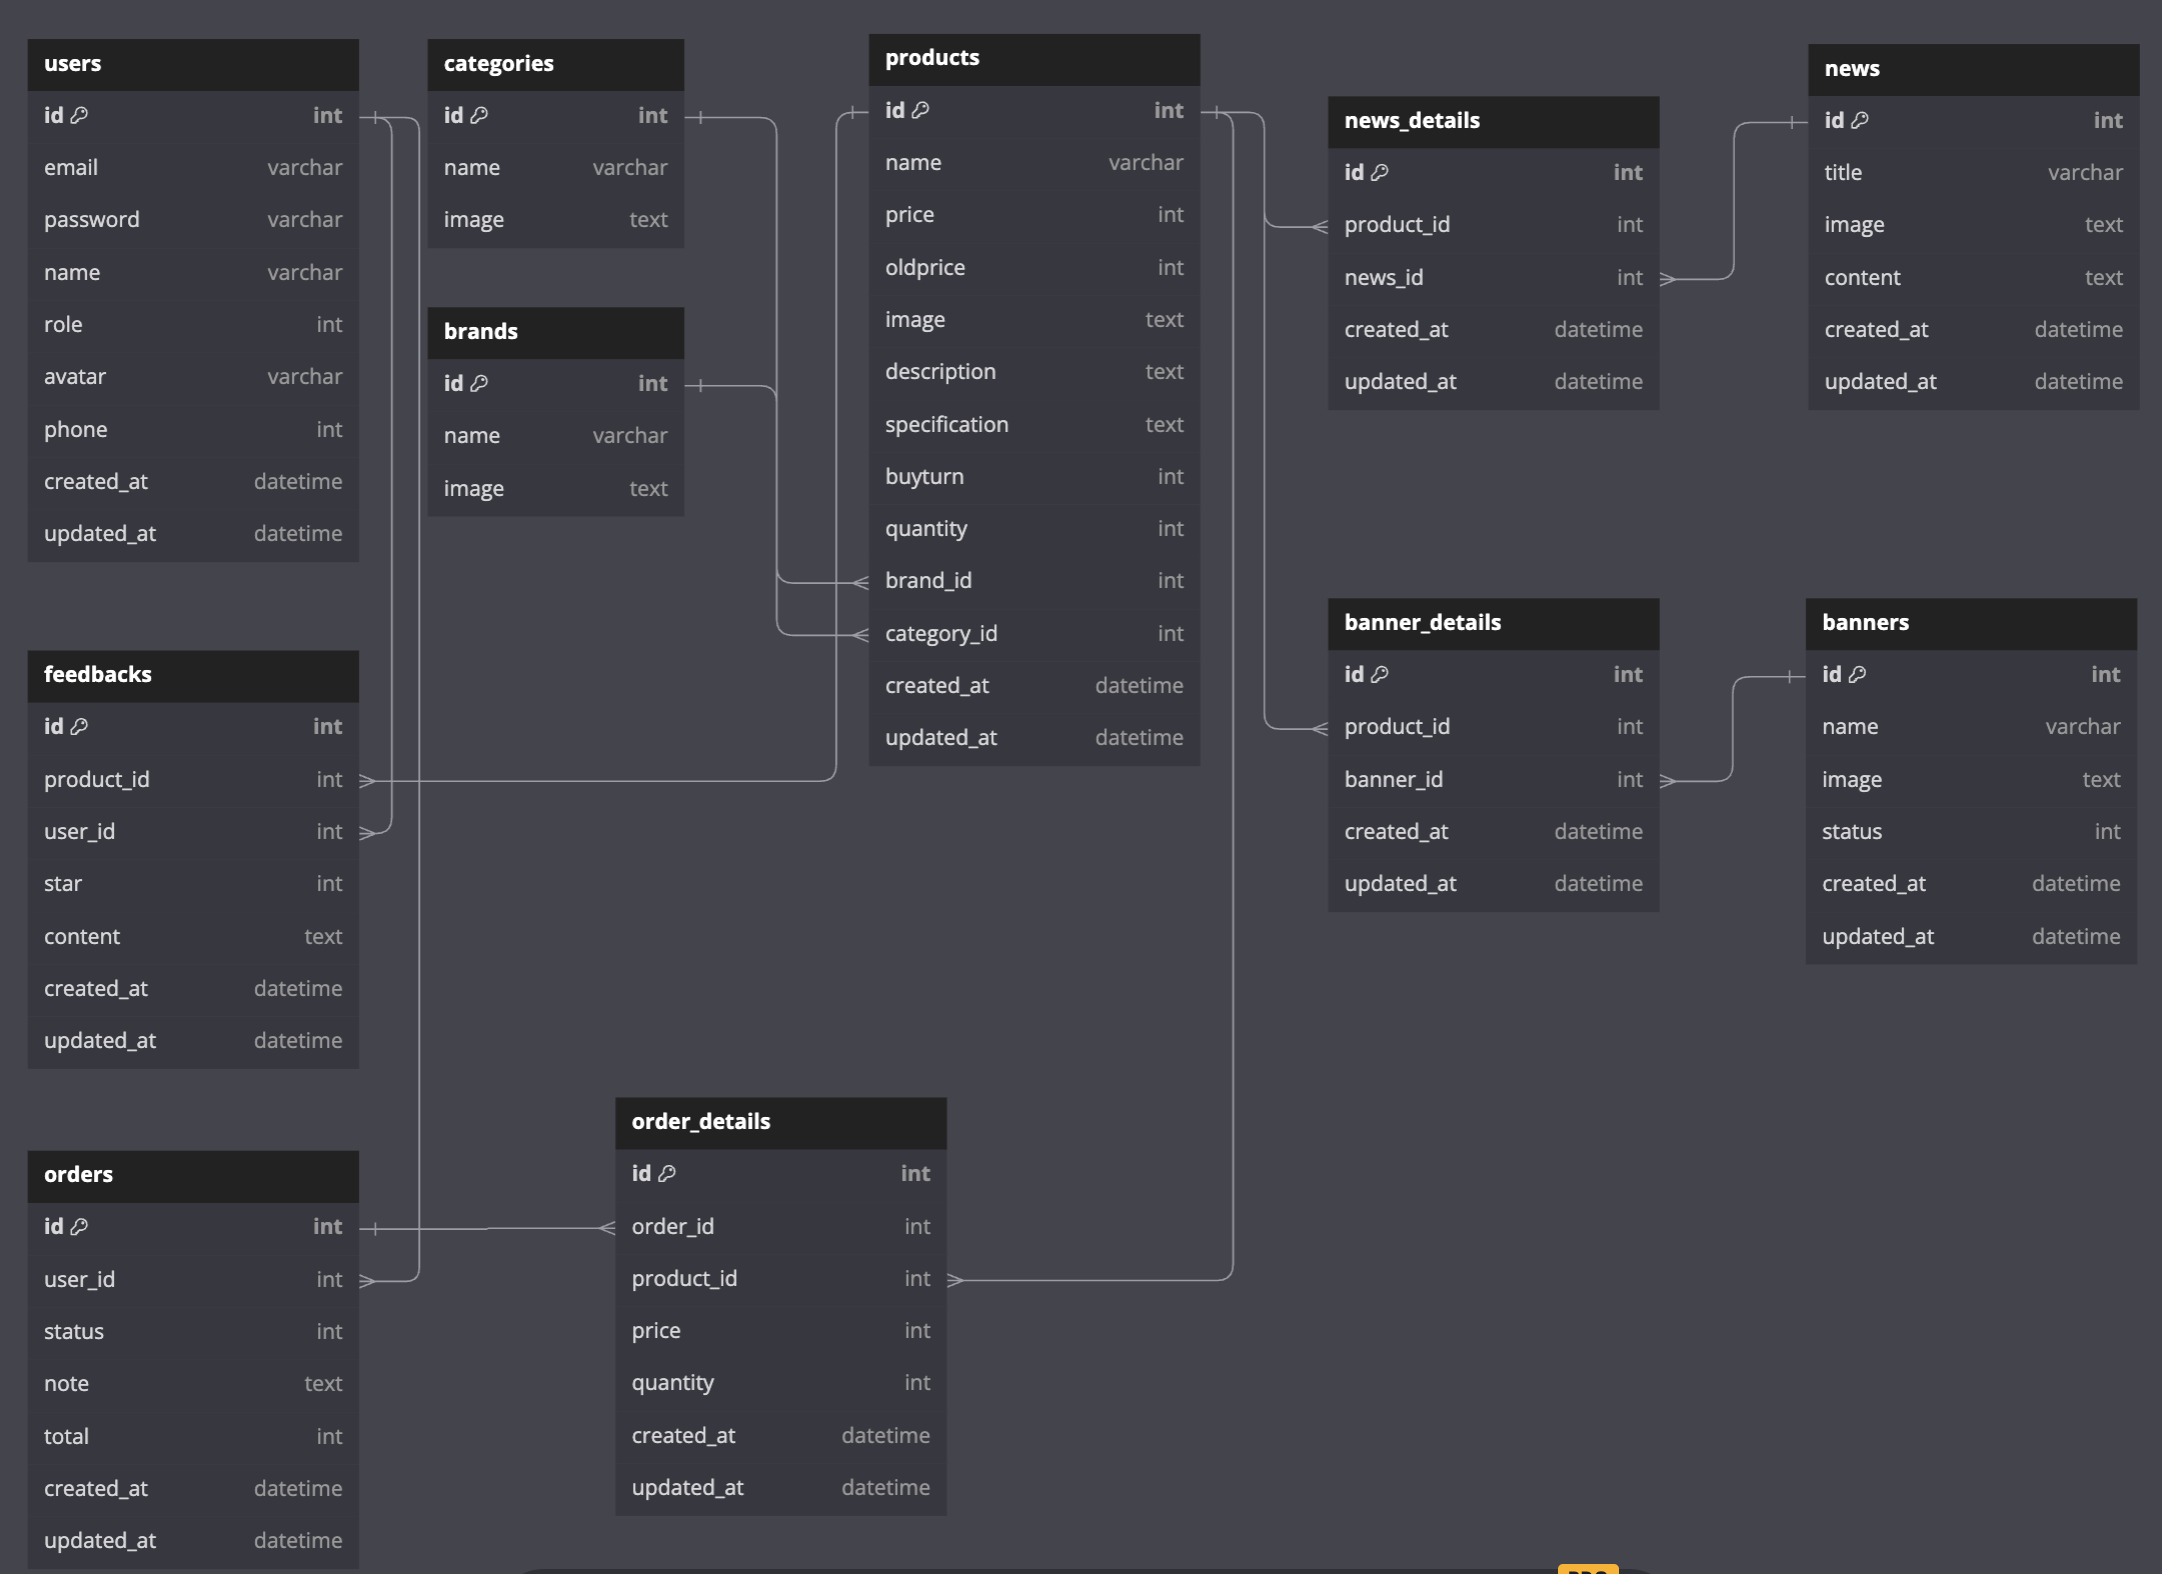 users
id int
email varchar
password varchar
name varchar
role int
avatar varchar
phone int
created_at datetime
updated_at datetime
categories
id int
name varchar
image text
brands
id int
name varchar
image text
products
id int
name varchar
price int
oldprice int
image text
description text
specification text
buyturn int
quantity int
brand_id int
category_id int
created_at datetime
updated_at datetime
news_details
id int
product_id int
news_id int
created_at datetime
updated_at datetime
news
id int
title varchar
image text
content text
created_at datetime
updated_at datetime
feedbacks
id int
product_id int
user_id int
star int
content text
created_at datetime
updated_at datetime
banner_details
id int
product_id int
banner_id int
created_at datetime
updated_at datetime
banners
id int
name varchar
image text
status int
created_at datetime
updated_at datetime
orders
id int
user_id int
status int
note text
total int
created_at datetime
updated_at datetime
order_details
id int
order_id int
product_id int
price int
quantity int
created_at datetime
updated_at datetime